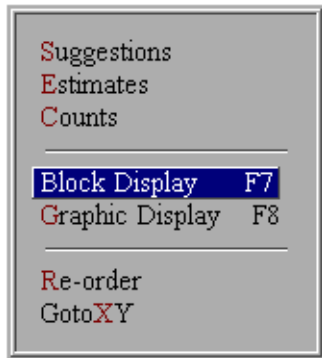 Suggestions
Estimates
Counts
Block Display F7
Graphic Display F8
Re-order
GotoXY